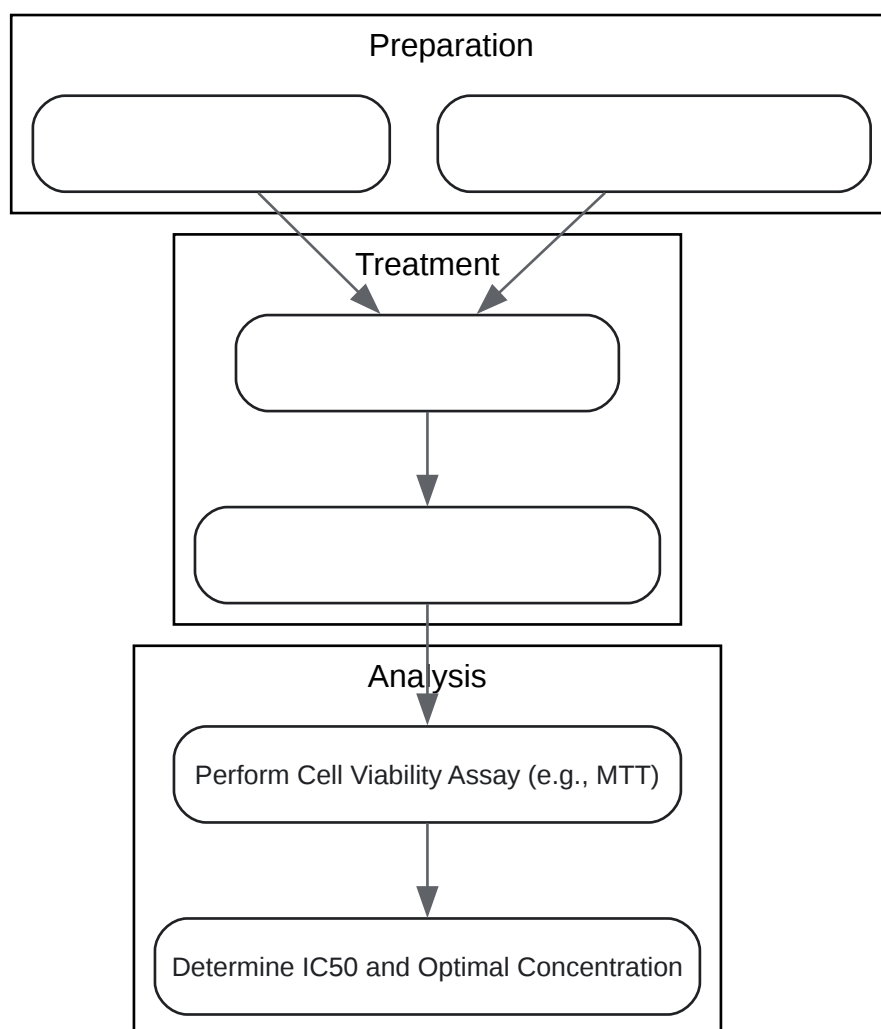 Preparation
Treatment
Analysis
Perform Cell Viability Assay (e.g., MTT)
Determine IC50 and Optimal Concentration